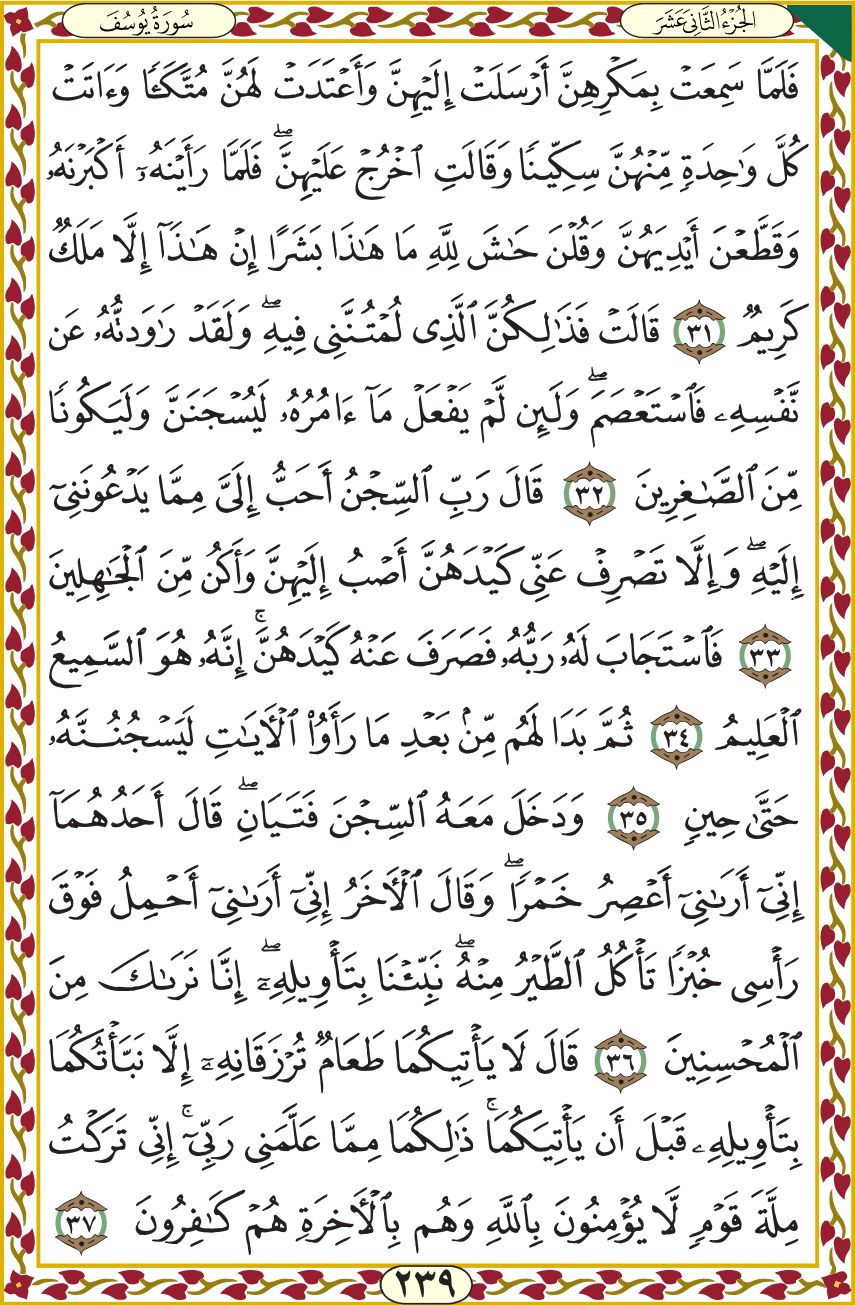 الجُزْءُ الثَّانِيَ عَشَرَ
سُورَةُ يُوسُفَ
فَلَمَّا سَمِعَتْ بِمَكْرِهِنَّ أَرْسَلَتْ إِلَيْهِنَّ وَأَعْتَدَتْ لَهُنَّ مُتَّكَـٔٗا وَءَاتَتْ
كُلَّ وَٰحِدَةٖ مِّنْهُنَّ سِكِّينٗا وَقَالَتِ ٱخْرُجْ عَلَيْهِنَّۖ فَلَمَّا رَأَيْنَهُۥٓ أَكْبَرْنَهُۥ
وَقَطَّعْنَ أَيْدِيَهُنَّ وَقُلْنَ حَٰشَ لِلَّهِ مَا هَٰذَا بَشَرًا إِنْ هَٰذَآ إِلَّا مَلَكٞ
كَرِيمٞ ٣١ قَالَتْ فَذَٰلِكُنَّ ٱلَّذِى لُمْتُنَّنِى فِيهِۖ وَلَقَدْ رَٰوَدتُّهُۥ عَن
نَّفْسِهِۦ فَٱسْتَعْصَمَۖ وَلَئِن لَّمْ يَفْعَلْ مَآ ءَامُرُهُۥ لَيُسْجَنَنَّ وَلَيَكُونٗا
مِّنَ ٱلصَّٰغِرِينَ ٣٢ قَالَ رَبِّ ٱلسِّجْنُ أَحَبُّ إِلَىَّ مِمَّا يَدْعُونَنِىٓ
إِلَيْهِۖ وَإِلَّا تَصْرِفْ عَنِّى كَيْدَهُنَّ أَصْبُ إِلَيْهِنَّ وَأَكُن مِّنَ ٱلْجَٰهِلِينَ
٣٣ فَٱسْتَجَابَ لَهُۥ رَبُّهُۥ فَصَرَفَ عَنْهُ كَيْدَهُنَّۚ إِنَّهُۥ هُوَ ٱلسَّمِيعُ
ٱلْعَلِيمُ ٣٤ ثُمَّ بَدَا لَهُم مِّنۢ بَعْدِ مَا رَأَوُا۟ ٱلْأَيَٰتِ لَيَسْجُنُنَّهُۥ
حَتَّىٰ حِينٖ ٣٥ وَدَخَلَ مَعَهُ ٱلسِّجْنَ فَتَيَانِۖ قَالَ أَحَدُهُمَآ
إِنِّىٓ أَرَىٰنِىٓ أَعْصِرُ خَمْرٗاۖ وَقَالَ ٱلْأَخَرُ إِنِّىٓ أَرَىٰنِىٓ أَحْمِلُ فَوْقَ
رَأْسِى خُبْزٗا تَأْكُلُ ٱلطَّيْرُ مِنْهُۖ نَبِّئْنَا بِتَأْوِيلِهِۦٓۖ إِنَّا نَرَىٰكَ مِنَ
ٱلْمُحْسِنِينَ ٣٦ قَالَ لَا يَأْتِيكُمَا طَعَامٞ تُرْزَقَانِهِۦٓ إِلَّا نَبَّأْتُكُمَا
بِتَأْوِيلِهِۦ قَبْلَ أَن يَأْتِيَكُمَاۚ ذَٰلِكُمَا مِمَّا عَلَّمَنِى رَبِّىٓۚ إِنِّى تَرَكْتُ
مِلَّةَ قَوْمٖ لَّا يُؤْمِنُونَ بِٱللَّهِ وَهُم بِٱلْأَخِرَةِ هُمْ كَٰفِرُونَ ٣٧
٢٣٩